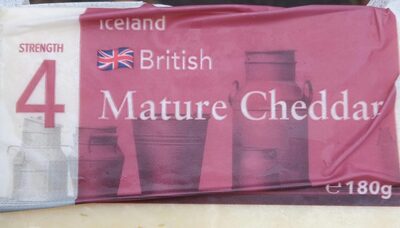 Iceland
STRENGTH
4
British
Mature Cheddar
℮180g